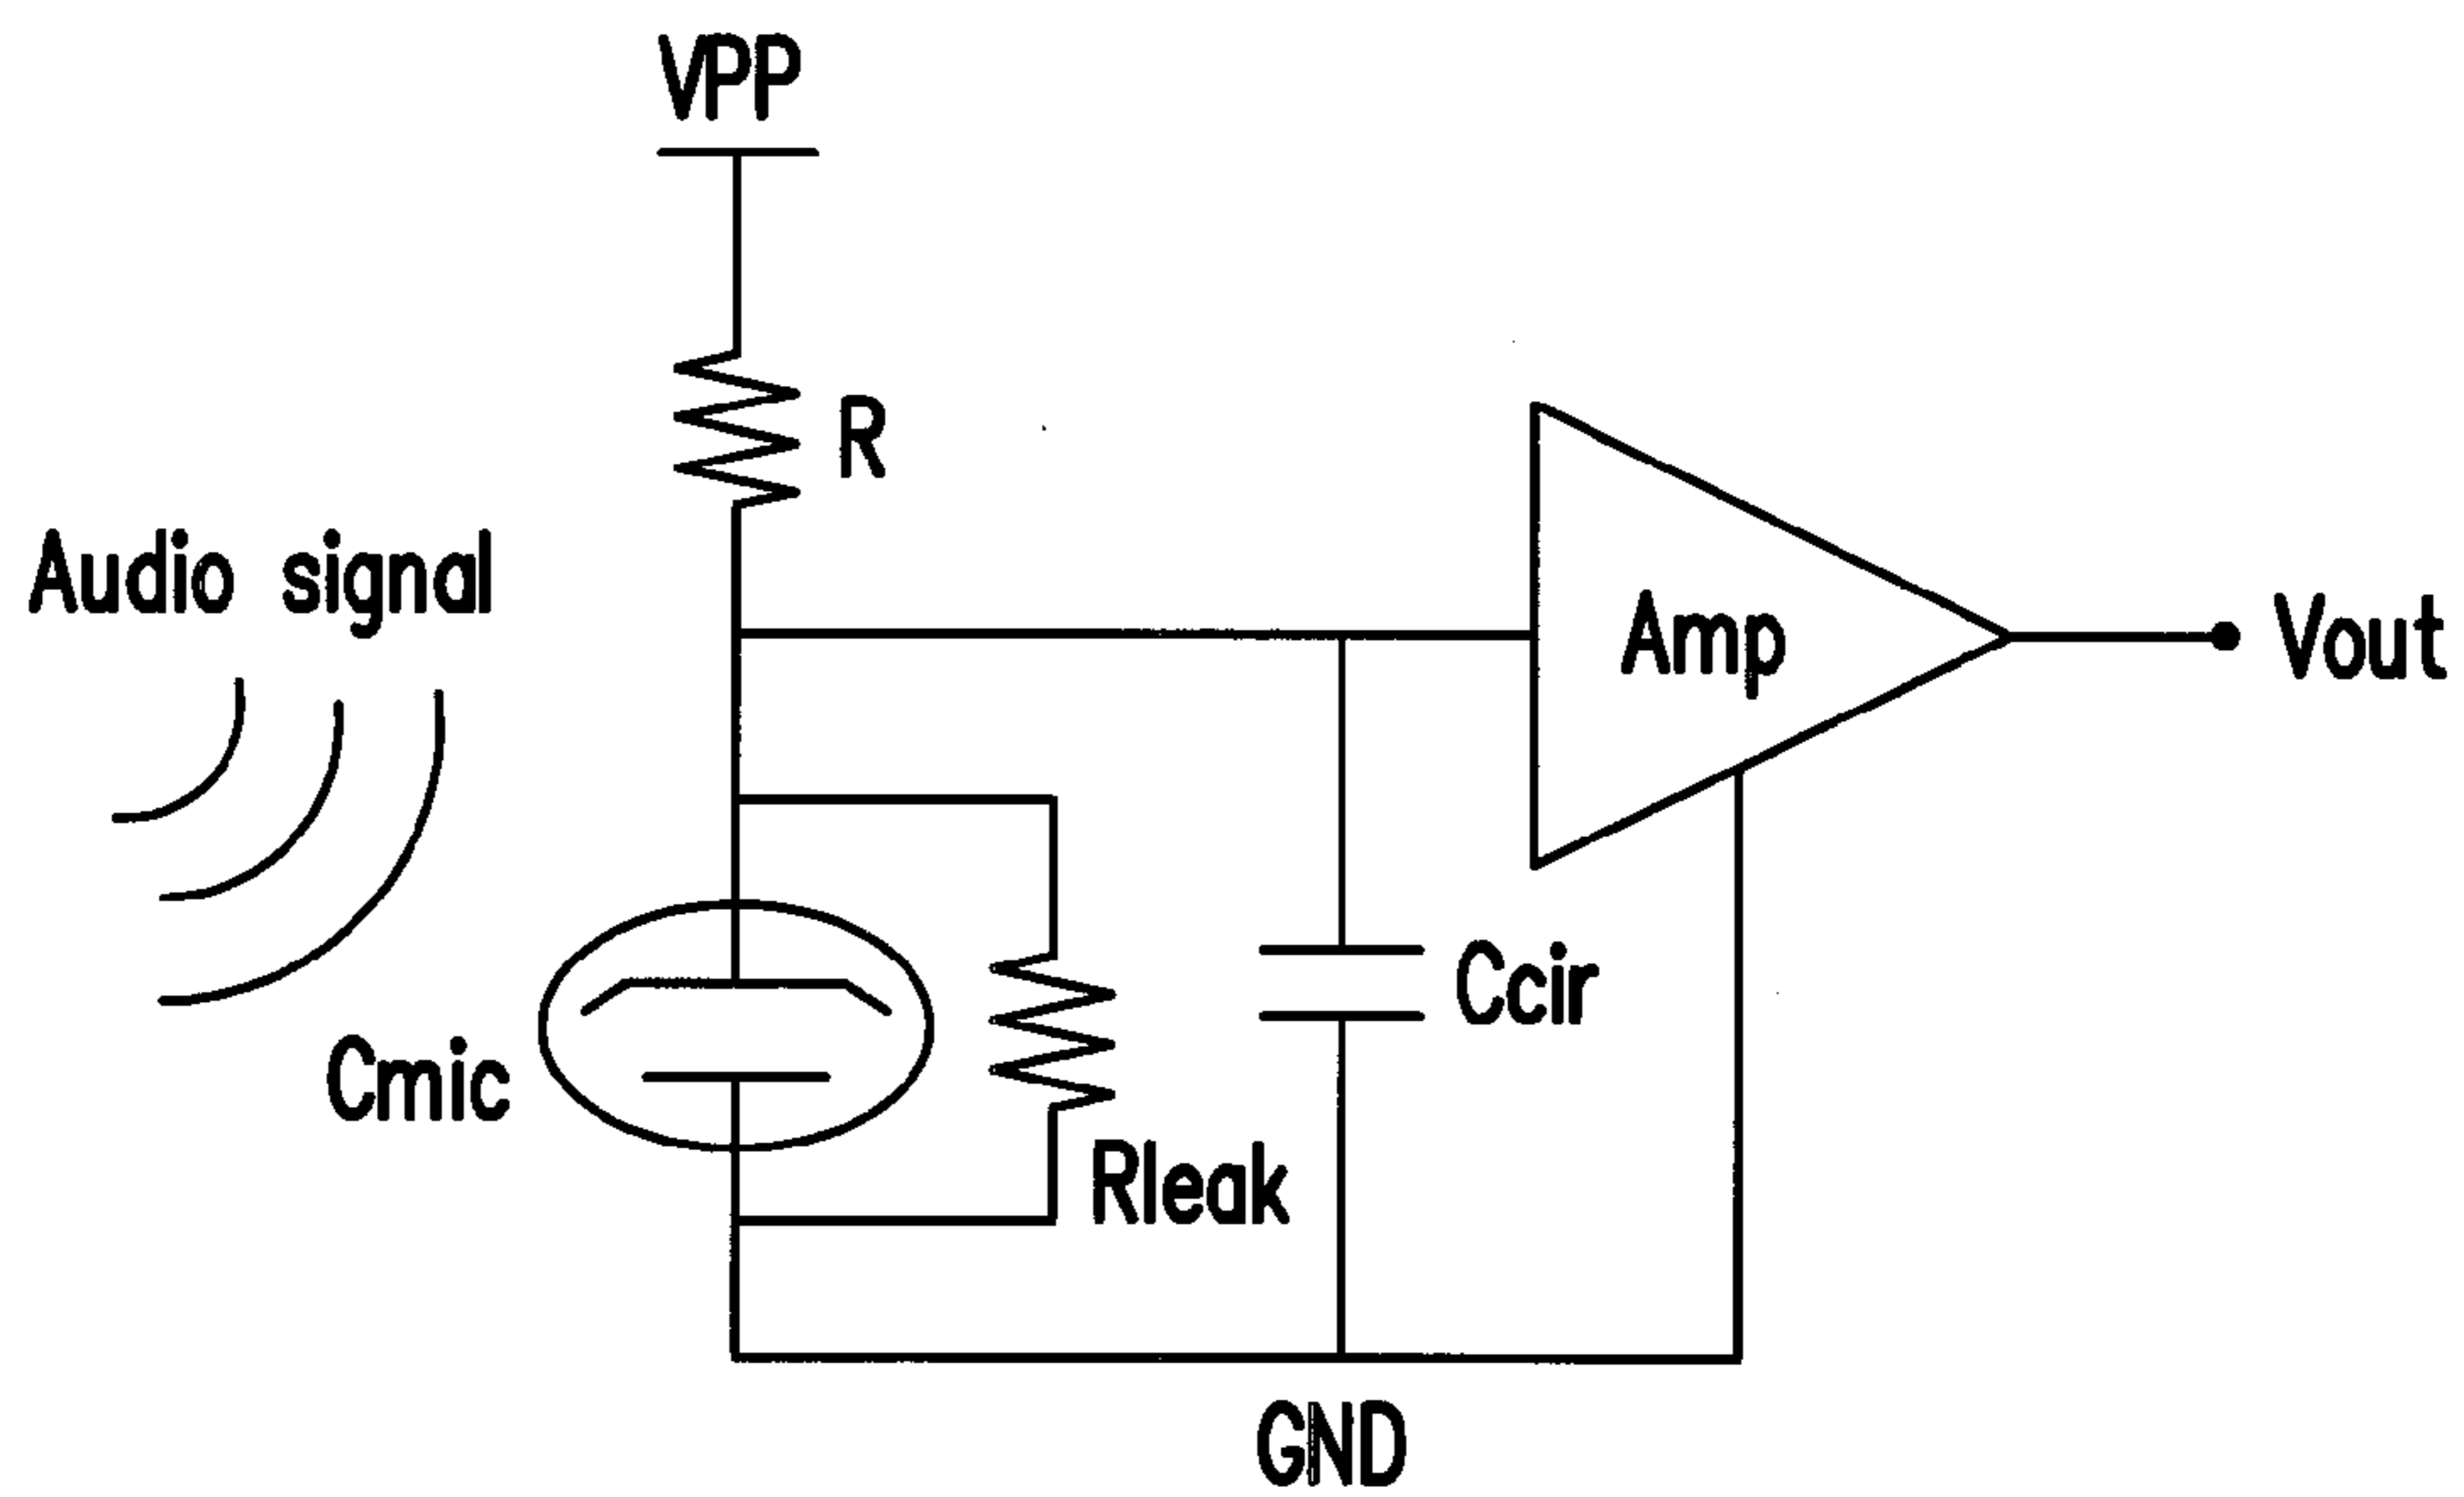 VPP
R
Audio signal
Amp
Vout
Ccir
Cmic
Rleak
GND